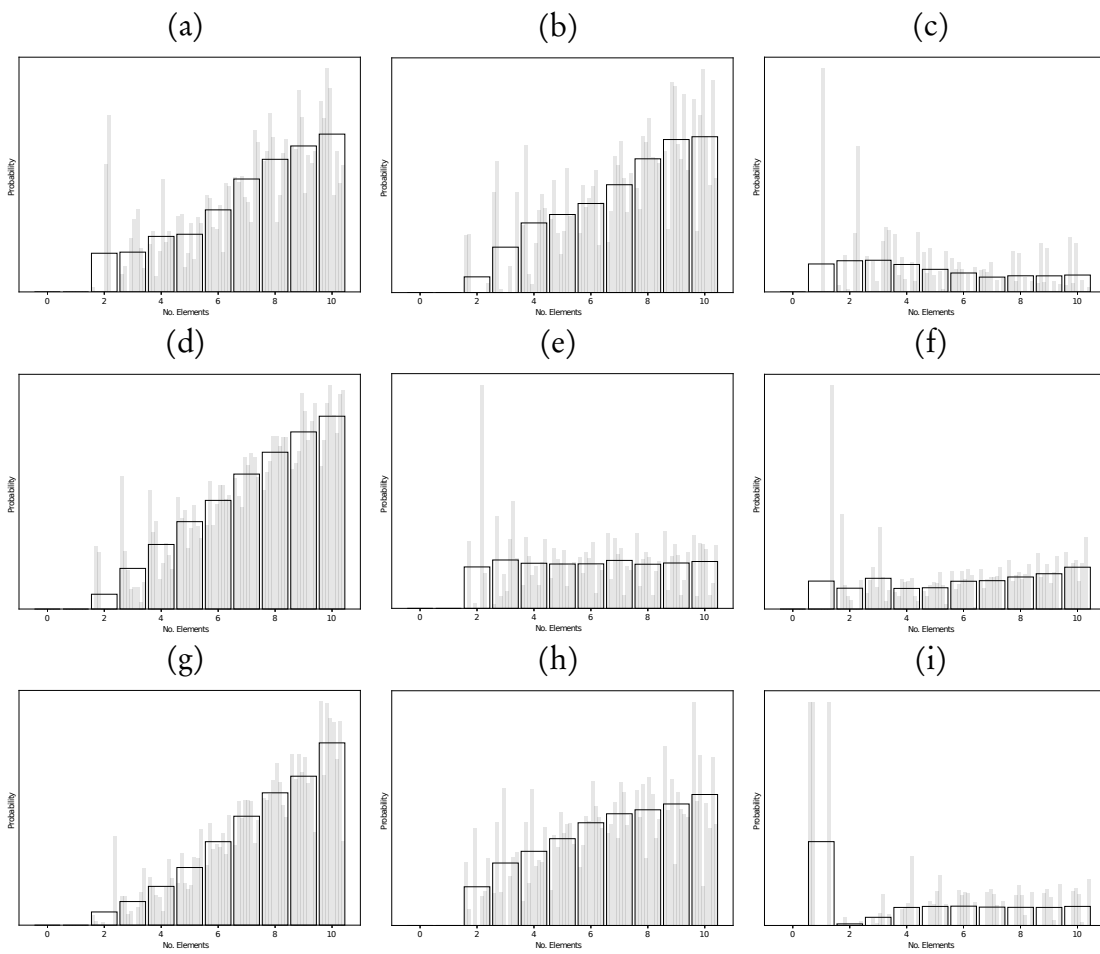 (a) (b) (c)
Probability Probability Probability
0 2 4 6 8 10 0 2 4 6 8 10 0 2 4 6 8 10
No. Elements No. Elements No. Elements
(d) (e) (f)
Probability Probability Probability
0 2 4 6 8 10 0 2 4 6 8 10 0 2 4 6 8 10
No. Elements No. Elements No. Elements
(g) (h) (i)
Probability Probability Probability
0 2 4 6 8 10 0 2 4 6 8 10 0 2 4 6 8 10
No. Elements No. Elements No. Elements